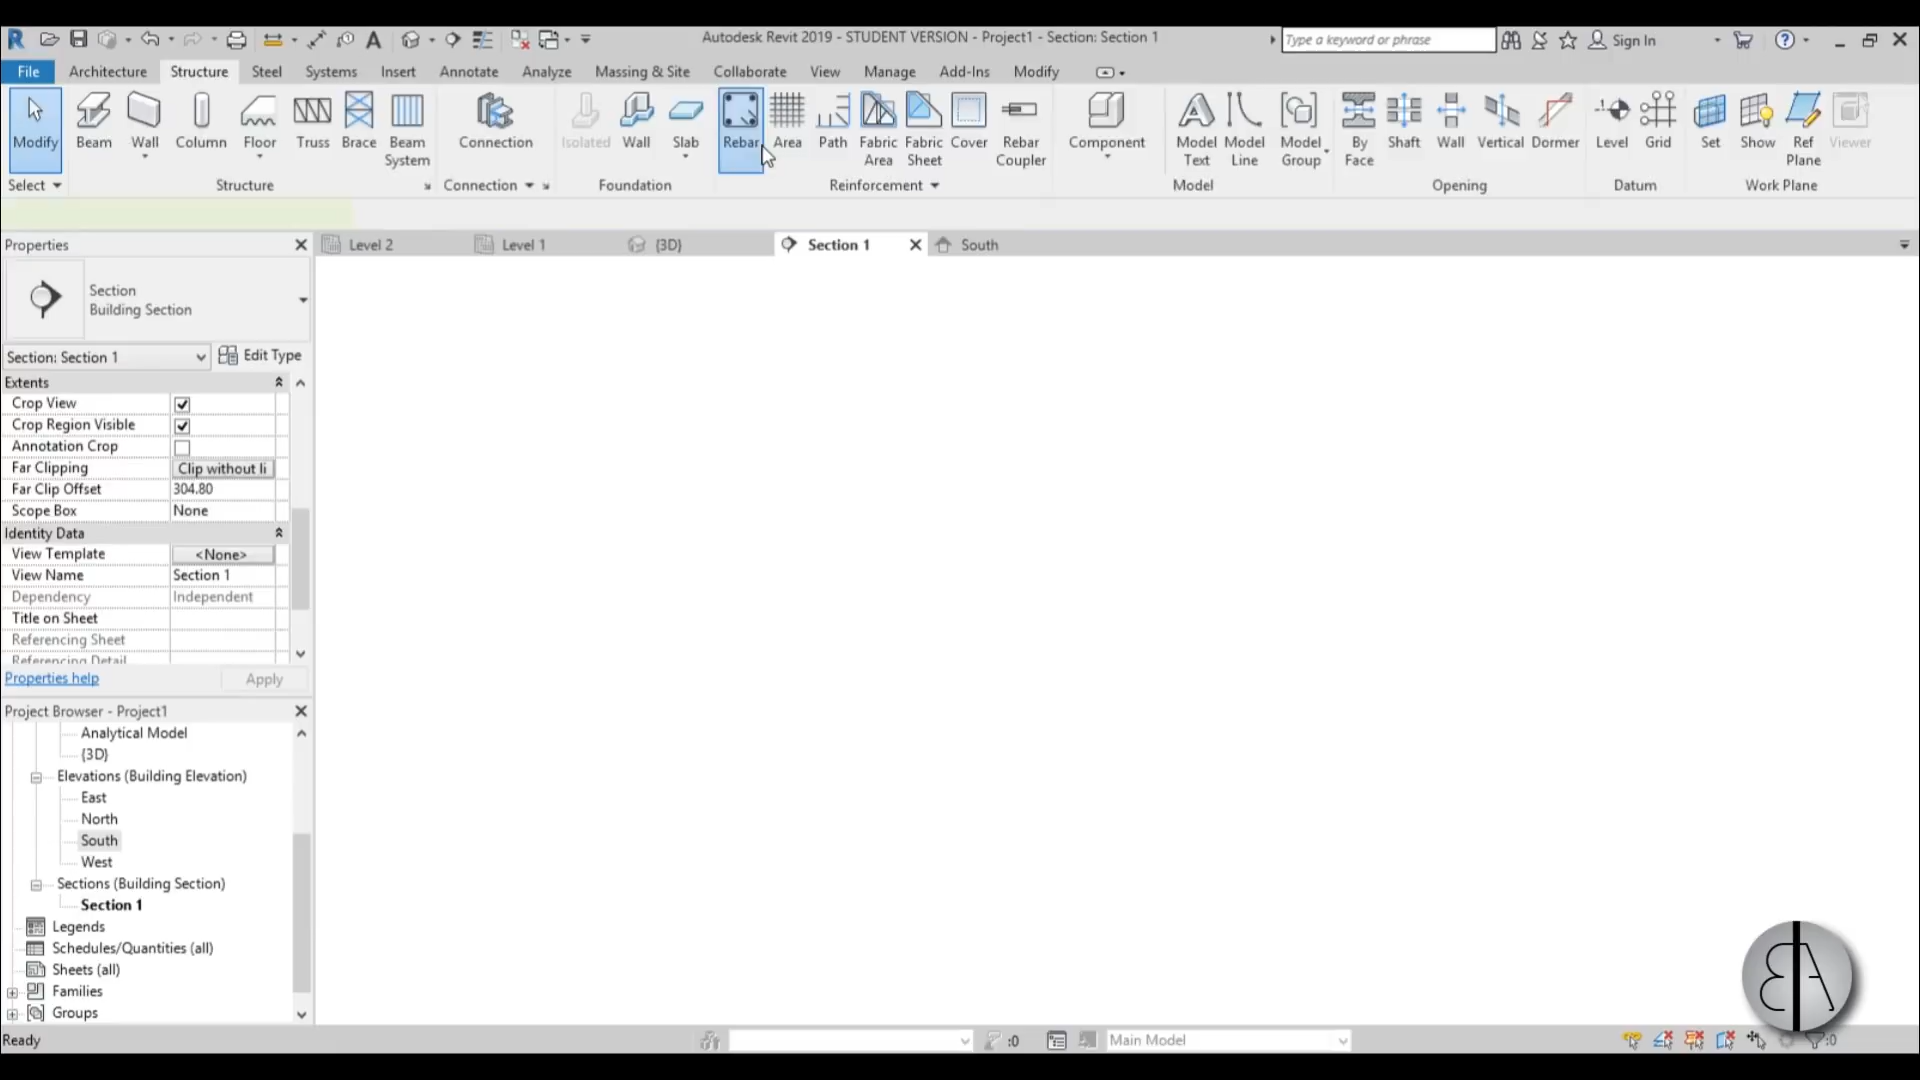 Autodesk Revit 2019 - STUDENT VERSION - Project1 - Section: Section 1
Type a keyword or phrase
Sign In
File Architecture Structure Steel Systems Insert Annotate Analyze Massing & Site Collaborate View Manage Add-Ins Modify
Modify Beam Wall Column Floor Truss Brace Beam System Connection Isolated Wall Slab Rebar Area Path Fabric Area Fabric Sheet Cover Rebar Coupler Component Model Text Model Line Model Group By Face Shaft Wall Vertical Dormer Level Grid Set Show Ref Plane Viewer
Select Structure Connection Foundation Reinforcement Model Opening Datum Work Plane
Properties
Level 2 Level 1 {3D} Section 1 South
Section
Building Section
Section: Section 1 Edit Type
Extents
Crop View
Crop Region Visible
Annotation Crop
Far Clipping Clip without li
Far Clip Offset 304.80
Scope Box None
Identity Data
View Template <None>
View Name Section 1
Dependency Independent
Title on Sheet
Referencing Sheet
Referencing Detail
Properties help Apply
Project Browser - Project1
Analytical Model
{3D}
Elevations (Building Elevation)
East
North
South
West
Sections (Building Section)
Section 1
Legends
Schedules/Quantities (all)
Sheets (all)
Families
Groups
Ready :0 Main Model :0